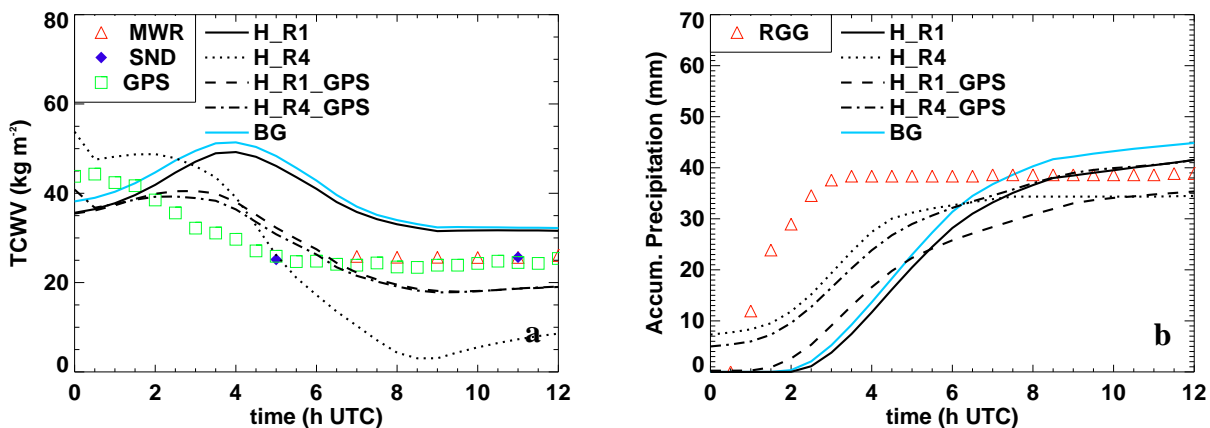 80
60
40
20
0
TCWV (kg m-2)
MWR
SND
GPS
H_R1
H_R4
H_R1_GPS
H_R4_GPS
BG
a
0 2 4 6 8 10 12
time (h UTC)
70
60
50
40
30
20
10
0
Accum. Precipitation (mm)
RGG
H_R1
H_R4
H_R1_GPS
H_R4_GPS
BG
b
0 2 4 6 8 10 12
time (h UTC)